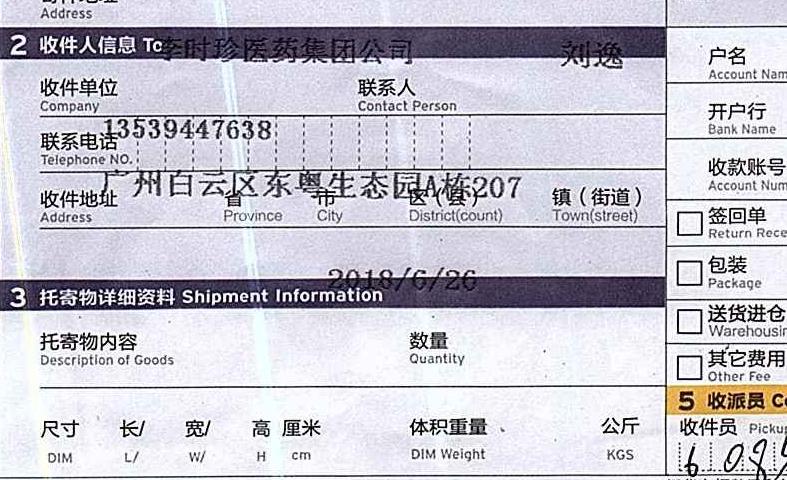 Address
2 收件人信息 To 李时珍医药集团公司 刘逸
收件单位 联系人
Company Contact Person
联系电话 13539447638
Telephone NO.
广州白云区东粤生态园A栋207
收件地址 省 市 区（县） 镇（街道）
Address Province City District(count) Town(street)
2018/6/26
3 托寄物详细资料 Shipment Information
托寄物内容 数量
Description of Goods Quantity
尺寸 长/ 宽/ 高 厘米 体积重量 公斤
DIM L/ W/ H cm DIM Weight KGS
户名
Account Nam
开户行
Bank Name
收款账号
Account Num
签回单
Return Rece
包装
Package
送货进仓
Warehousin
其它费用
Other Fee
5 收派员 Co
收件员 Pickup
6 085